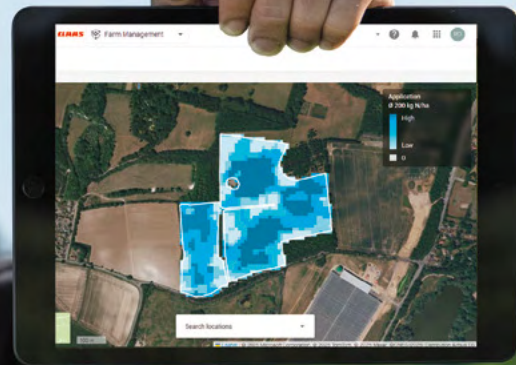 CLAAS Farm Management
Application
Ø 200 kg N/ha
High
Low
0
Search locations